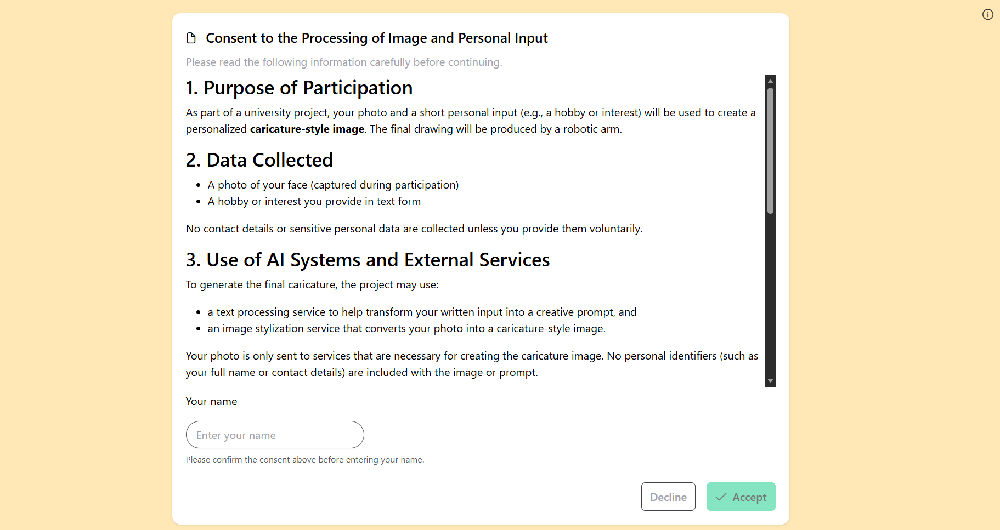 Consent to the Processing of Image and Personal Input
Please read the following information carefully before continuing.
1. Purpose of Participation
As part of a university project, your photo and a short personal input (e.g., a hobby or interest) will be used to create a
personalized caricature-style image. The final drawing will be produced by a robotic arm.
2. Data Collected
• A photo of your face (captured during participation)
• A hobby or interest you provide in text form
No contact details or sensitive personal data are collected unless you provide them voluntarily.
3. Use of AI Systems and External Services
To generate the final caricature, the project may use:
• a text processing service to help transform your written input into a creative prompt, and
• an image stylization service that converts your photo into a caricature-style image.
Your photo is only sent to services that are necessary for creating the caricature image. No personal identifiers (such as
your full name or contact details) are included with the image or prompt.
Your name
Enter your name
Please confirm the consent above before entering your name.
Decline
Accept